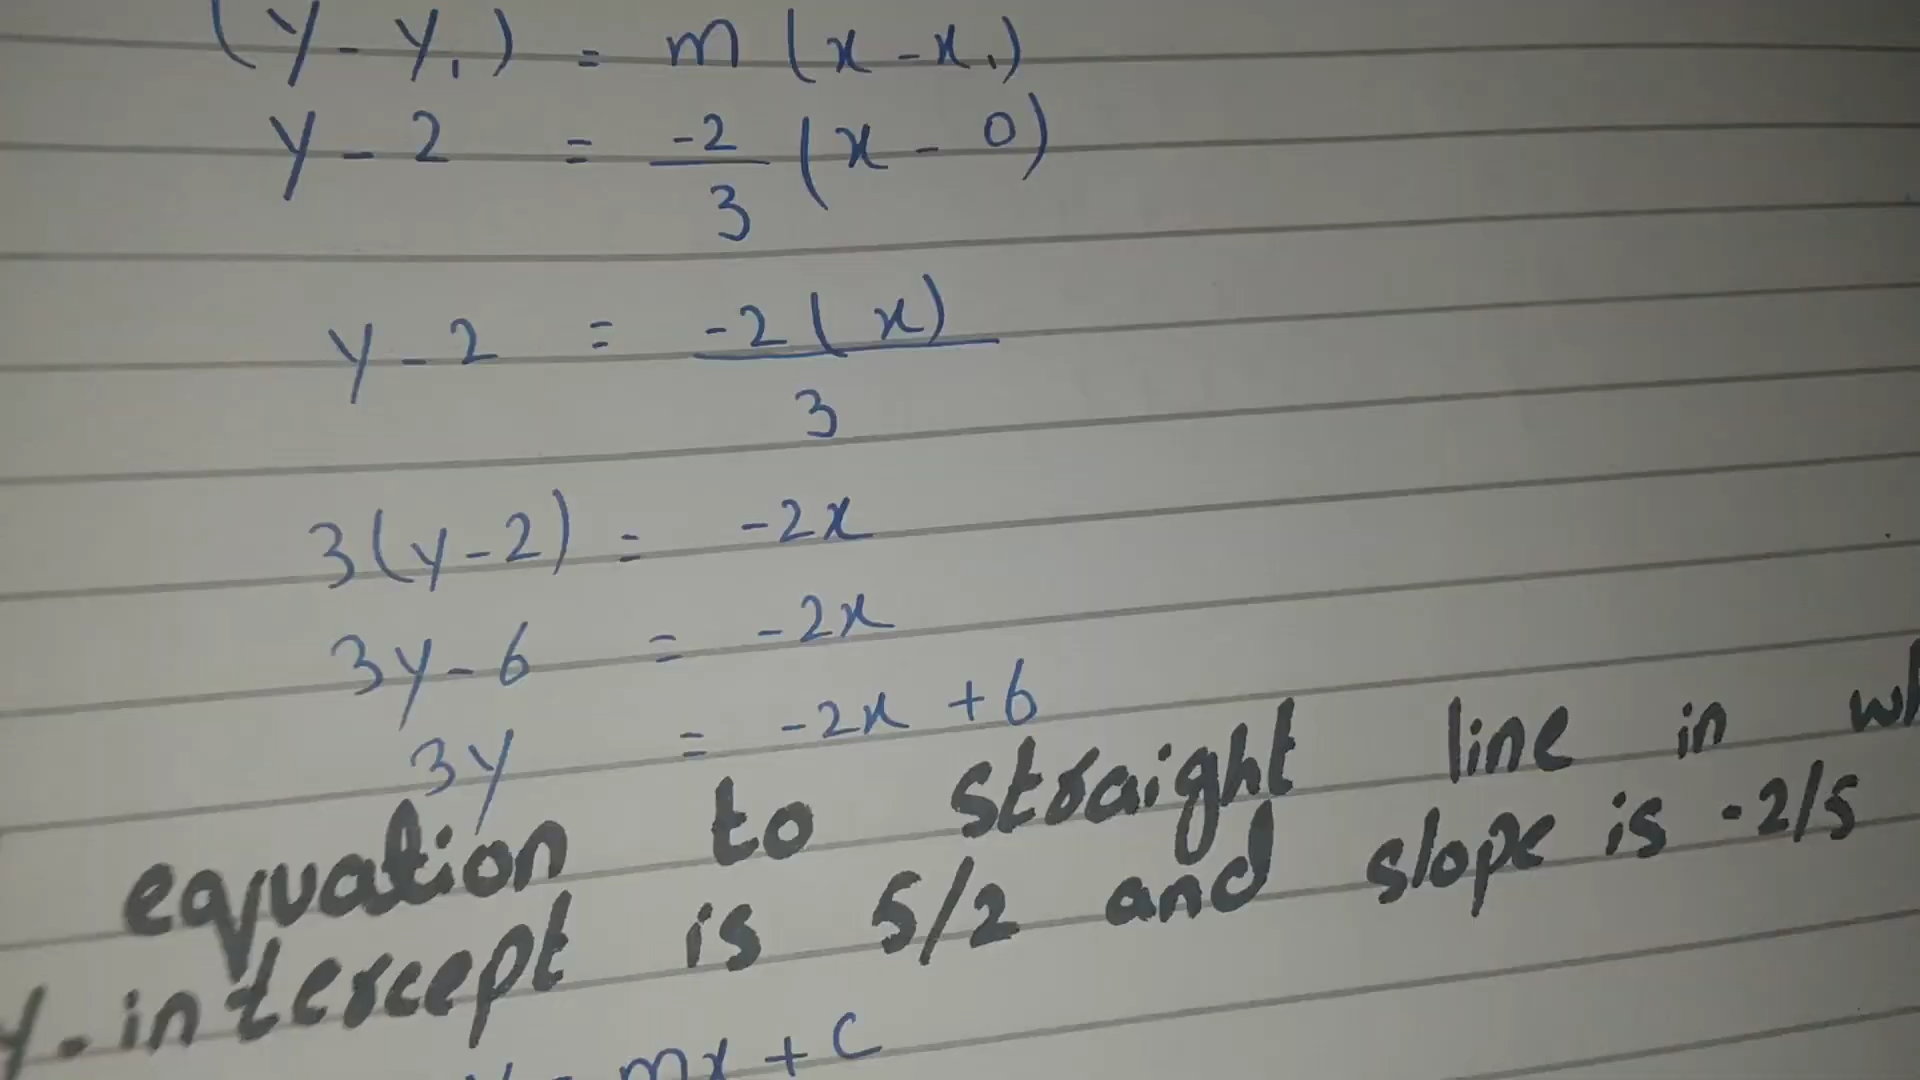 (y - y₁) = m (x - x₁)
y - 2 = -2/3 (x - 0)
y - 2 = -2(x)/3
3(y-2) = -2x
3y - 6 = -2x
3y = -2x + 6
equation to straight line in
y-intercept is 5/2 and slope is -2/5
y = mx + c